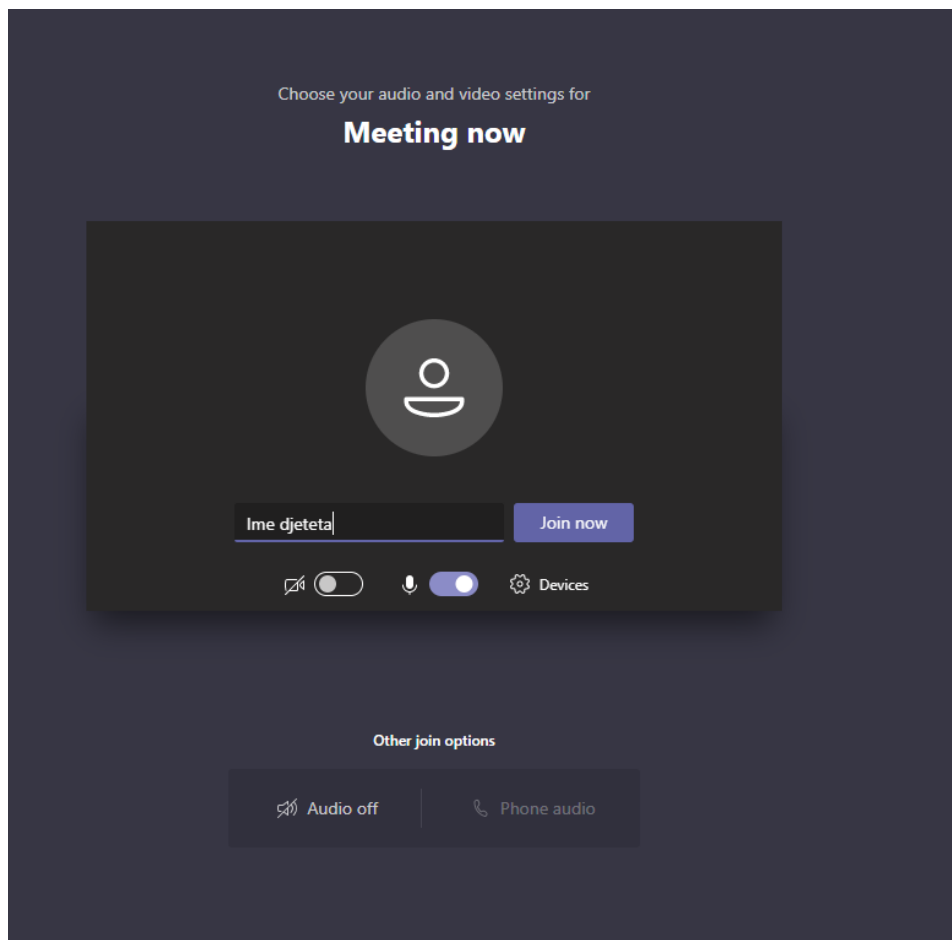 Choose your audio and video settings for
Meeting now
Ime djeteta
Join now
Devices
Other join options
Audio off
Phone audio